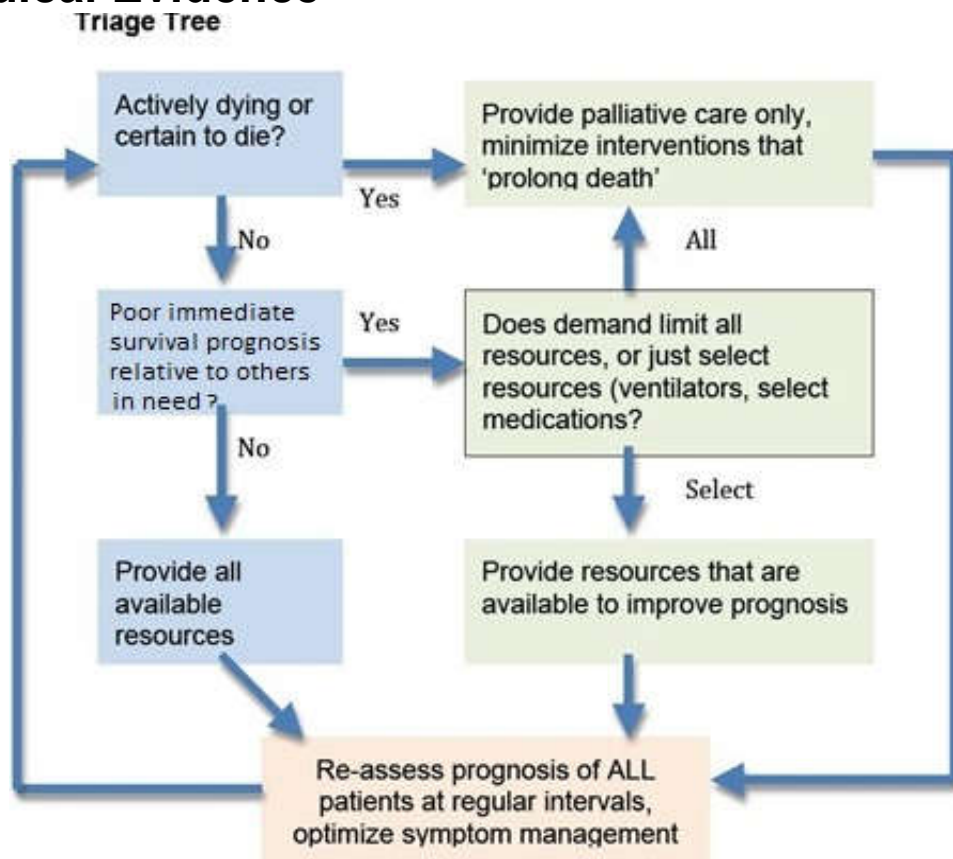 Triage Tree
Actively dying or
certain to die?
Yes
Provide palliative care only,
minimize interventions that
‘prolong death’
No
All
Poor immediate
survival prognosis
relative to others
in need?
Yes
Does demand limit all
resources, or just select
resources (ventilators, select
medications?
No
Select
Provide all
available
resources
Provide resources that are
available to improve prognosis
Re-assess prognosis of ALL
patients at regular intervals,
optimize symptom management